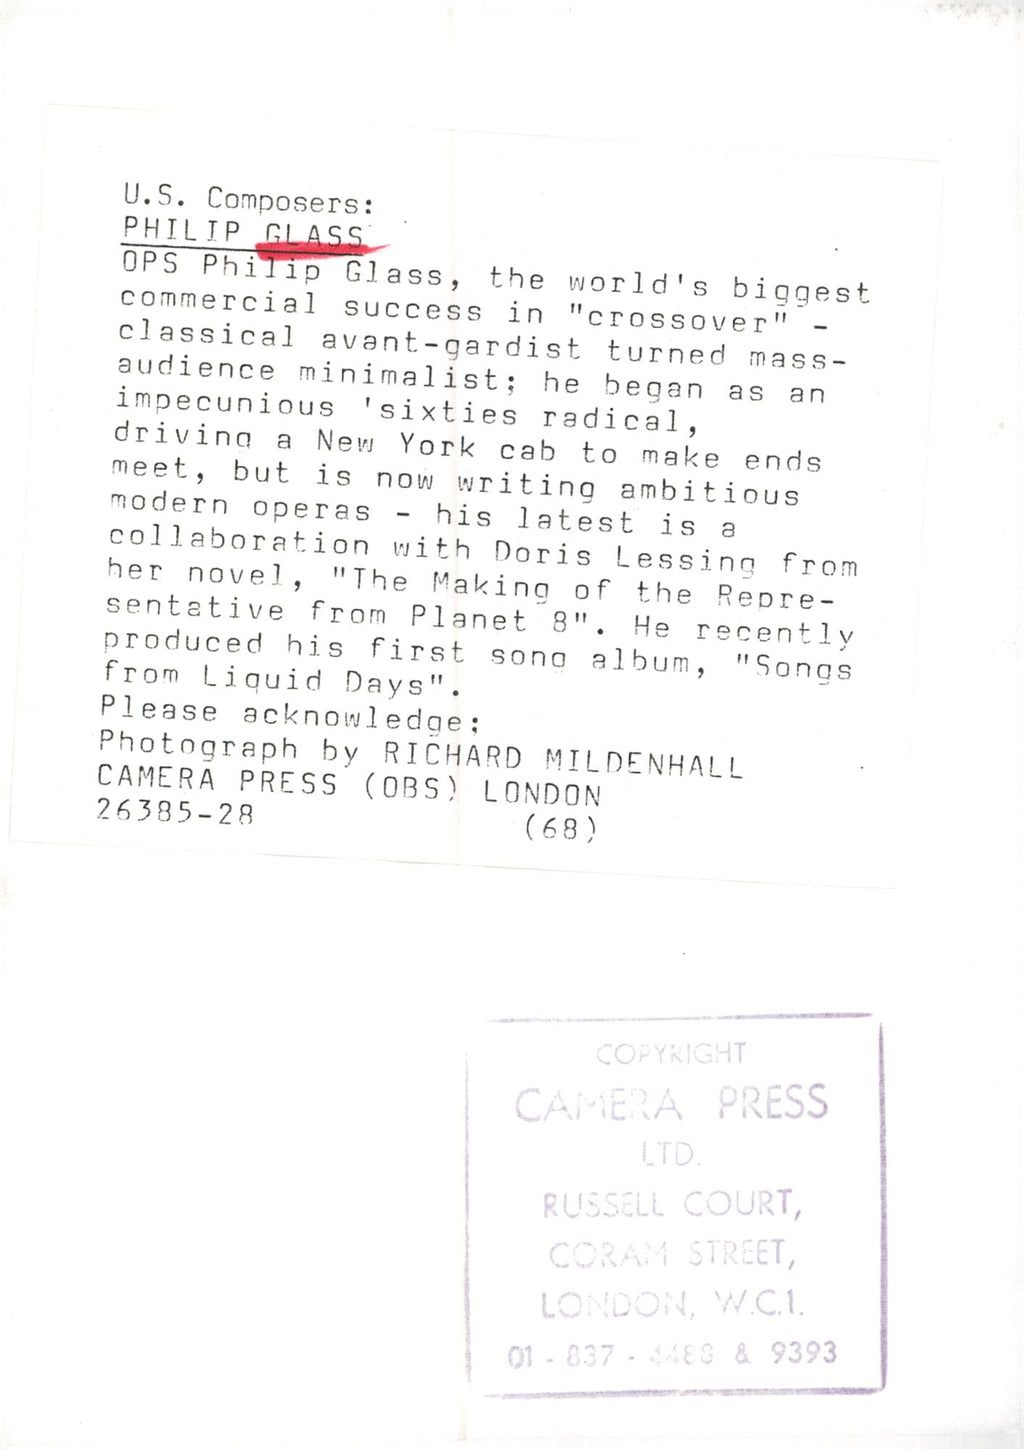 U.S. Composers:
PHILIP GLASS
OPS Philip Glass, the world's biggest
commercial success in "crossover" -
classical avant-gardist turned mass-
audience minimalist; he began as an
impecunious 'sixties radical,
driving a New York cab to make ends
meet, but is now writing ambitious
modern operas - his latest is a
collaboration with Doris Lessing from
her novel, "The Making of the Repre-
sentative from Planet 8". He recently
produced his first song album, "Songs
from Liquid Days".
Please acknowledge;
Photograph by RICHARD MILDENHALL
CAMERA PRESS (OBS) LONDON
26385-28 (68)
COPYRIGHT
CAMERA PRESS
LTD.
RUSSELL COURT,
CORAM STREET,
LONDON, W.C.1.
01 - 837 - 4488 & 9393